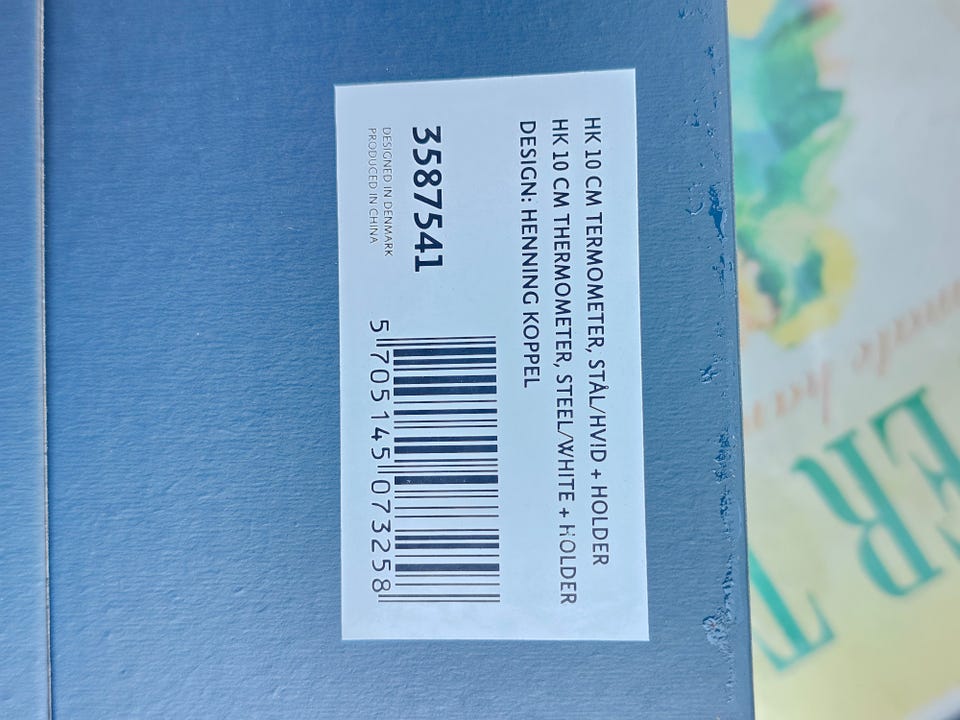 HK 10 CM TERMOMETER, STÅL/HVID + HOLDER
HK 10 CM THERMOMETER, STEEL/WHITE + HOLDER
DESIGN: HENNING KOPPEL
3587541
DESIGNED IN DENMARK
PRODUCED IN CHINA
5 705145 073258